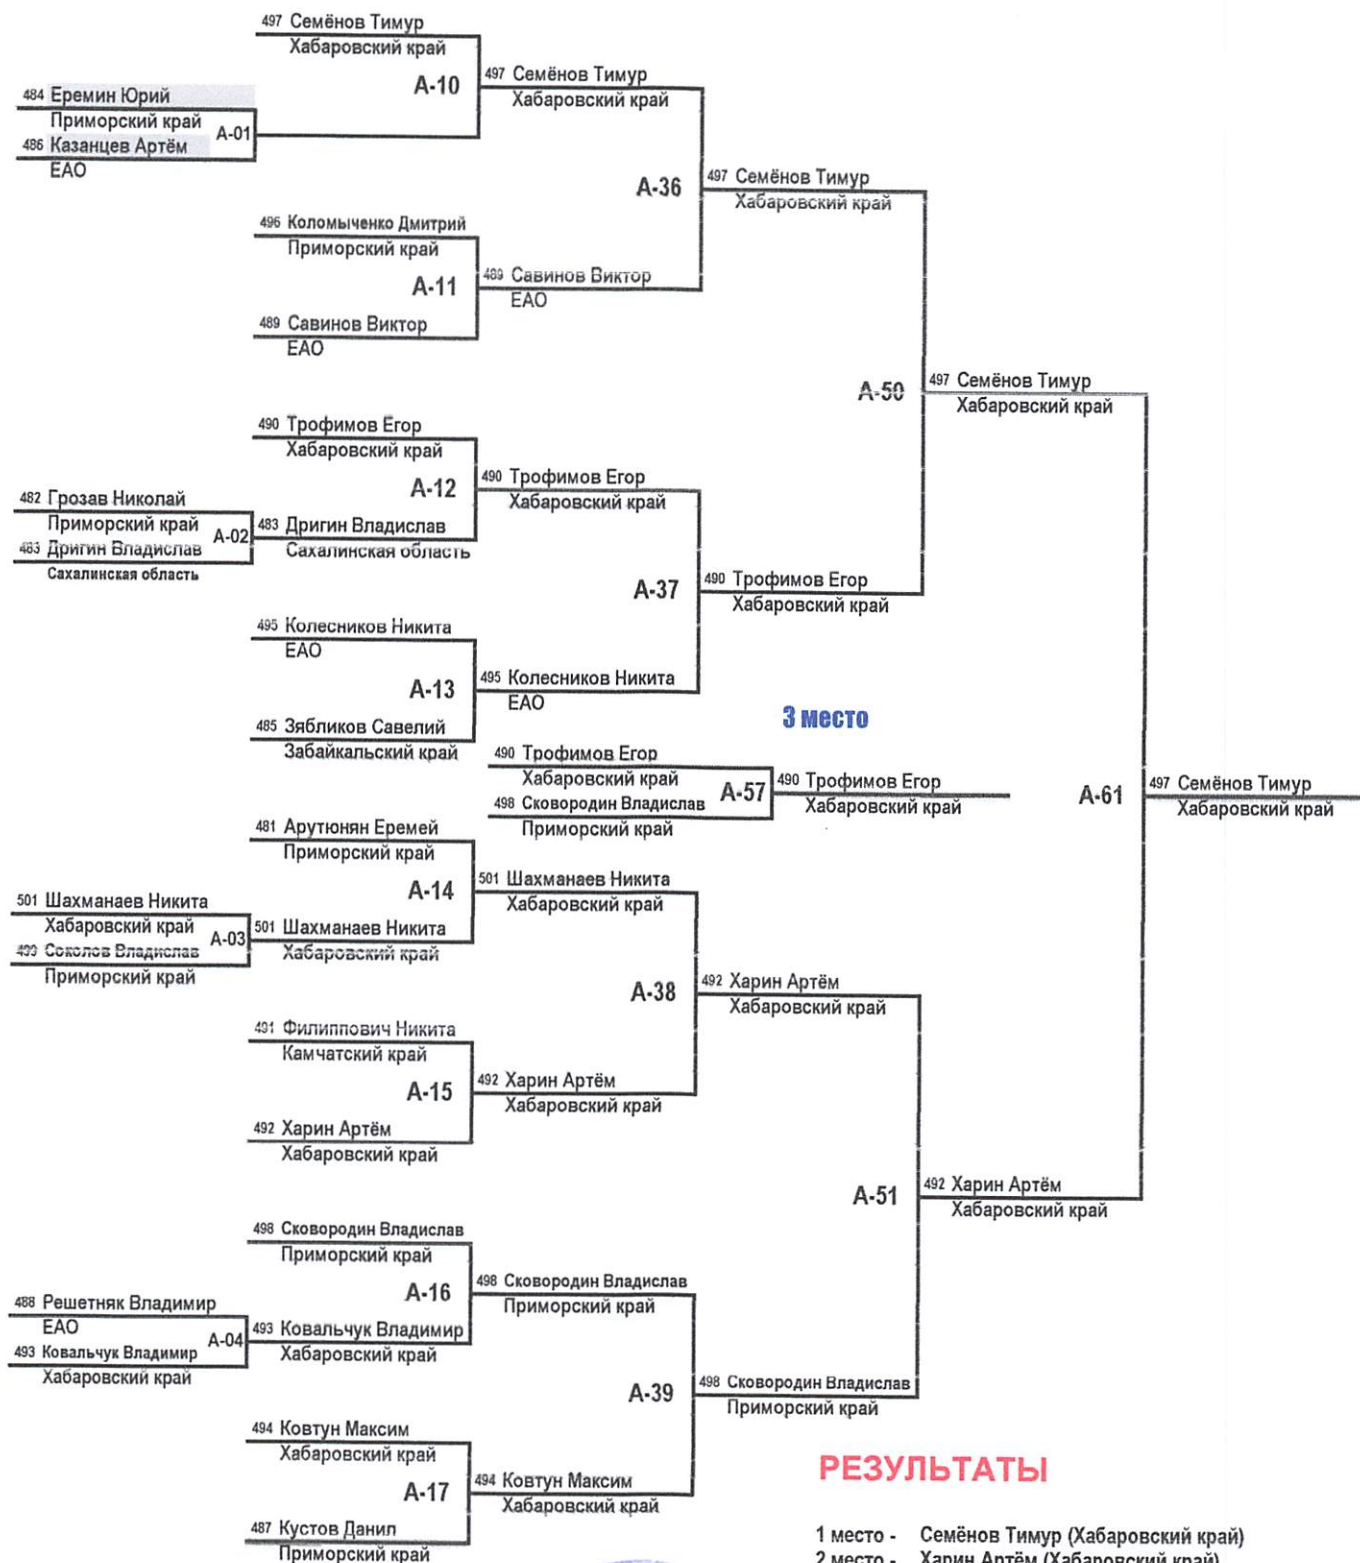 497 Семёнов Тимур
Хабаровский край
А-10
497 Семёнов Тимур
Хабаровский край
484 Еремин Юрий
Приморский край
А-01
486 Казанцев Артём
ЕАО
А-36
497 Семёнов Тимур
Хабаровский край
496 Коломыченко Дмитрий
Приморский край
А-11
489 Савинов Виктор
ЕАО
489 Савинов Виктор
ЕАО
А-50
497 Семёнов Тимур
Хабаровский край
490 Трофимов Егор
Хабаровский край
А-12
490 Трофимов Егор
Хабаровский край
482 Грозав Николай
Приморский край
А-02
483 Дригин Владислав
Сахалинская область
483 Дригин Владислав
Сахалинская область
А-37
490 Трофимов Егор
Хабаровский край
495 Колесников Никита
ЕАО
А-13
495 Колесников Никита
ЕАО
485 Зябликов Савелий
Забайкальский край
3 место
490 Трофимов Егор
Хабаровский край
А-57
490 Трофимов Егор
Хабаровский край
498 Сковородин Владислав
Приморский край
А-61
497 Семёнов Тимур
Хабаровский край
481 Арутюнян Еремей
Приморский край
А-14
501 Шахманаев Никита
Хабаровский край
501 Шахманаев Никита
Хабаровский край
А-03
501 Шахманаев Никита
Хабаровский край
499 Соколов Владислав
Приморский край
А-38
492 Харин Артём
Хабаровский край
491 Филиппович Никита
Камчатский край
А-15
492 Харин Артём
Хабаровский край
492 Харин Артём
Хабаровский край
А-51
492 Харин Артём
Хабаровский край
498 Сковородин Владислав
Приморский край
А-16
498 Сковородин Владислав
Приморский край
488 Решетняк Владимир
ЕАО
А-04
493 Ковальчук Владимир
Хабаровский край
493 Ковальчук Владимир
Хабаровский край
А-39
498 Сковородин Владислав
Приморский край
494 Ковтун Максим
Хабаровский край
А-17
494 Ковтун Максим
Хабаровский край
487 Кустов Данил
Приморский край
РЕЗУЛЬТАТЫ
1 место - Семёнов Тимур (Хабаровский край)
2 место - Харин Артём (Хабаровский край)